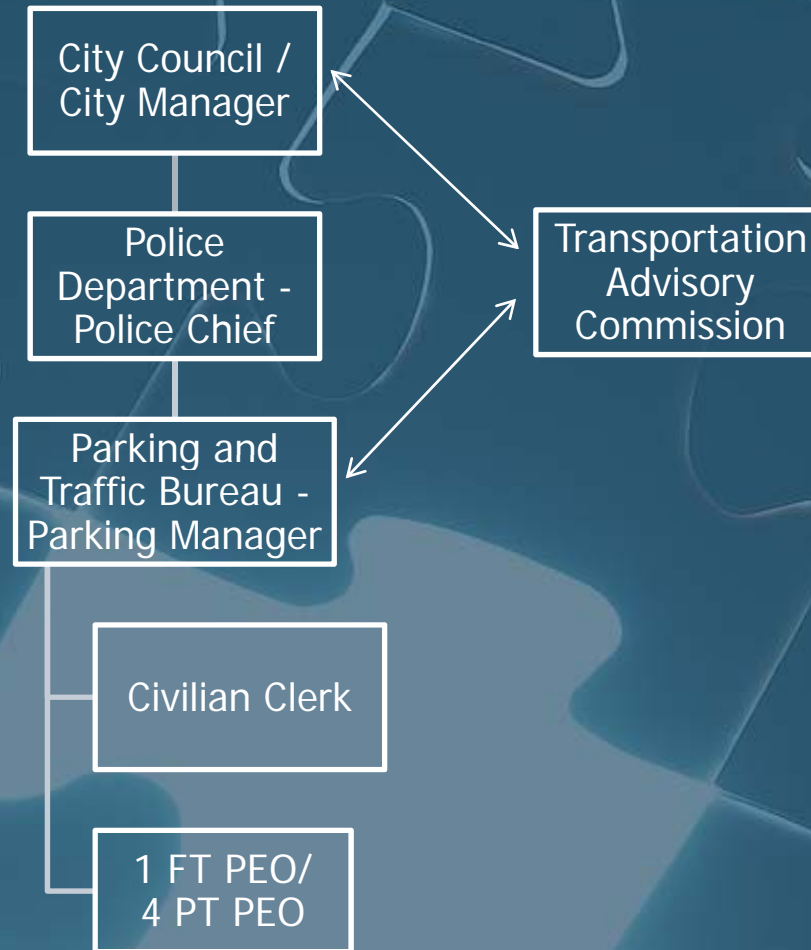 City Council /
City Manager
Police
Department -
Police Chief
Transportation
Advisory
Commission
Parking and
Traffic Bureau -
Parking Manager
Civilian Clerk
1 FT PEO/
4 PT PEO